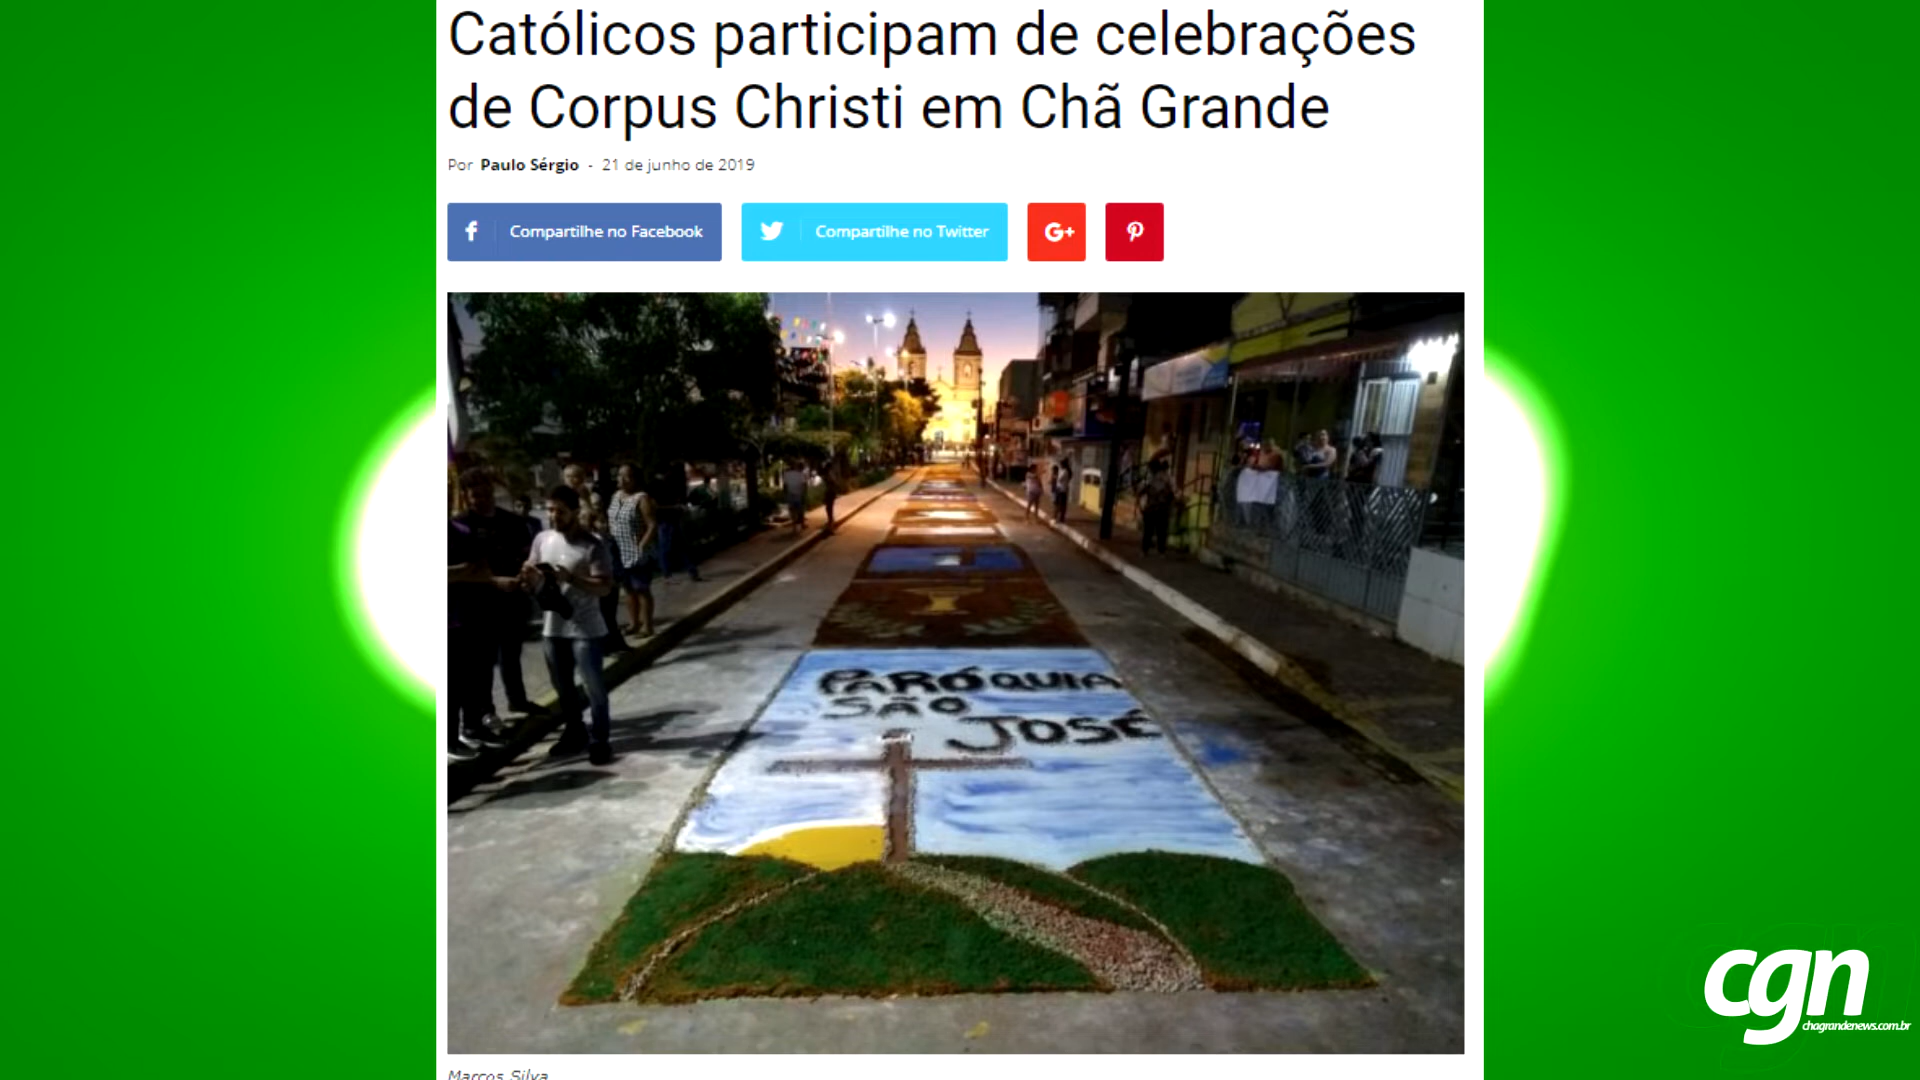 Católicos participam de celebrações
de Corpus Christi em Chã Grande
Por Paulo Sérgio - 21 de junho de 2019
Compartilhe no Facebook
Compartilhe no Twitter
G+
PARÓQUIA
SÃO
JOSÉ
Marcos Silva
cgn
chagrandenews.com.br